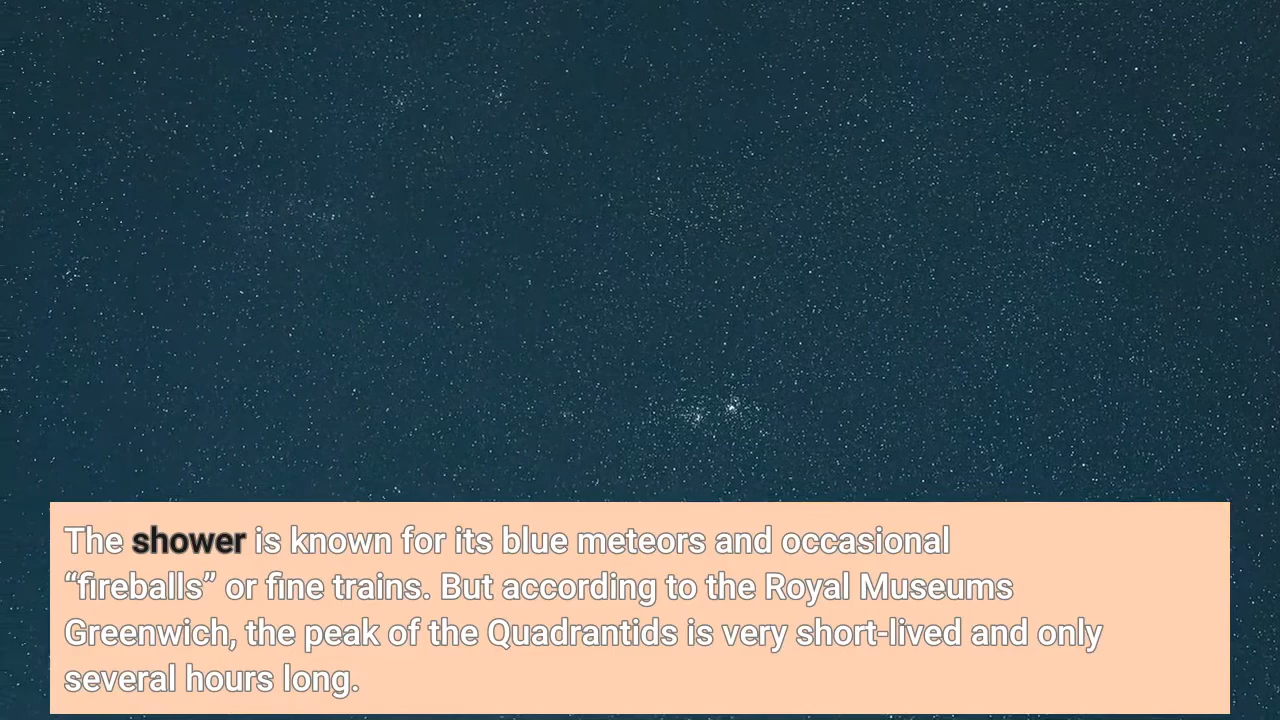 The shower is known for its blue meteors and occasional
“fireballs” or fine trains. But according to the Royal Museums
Greenwich, the peak of the Quadrantids is very short-lived and only
several hours long.